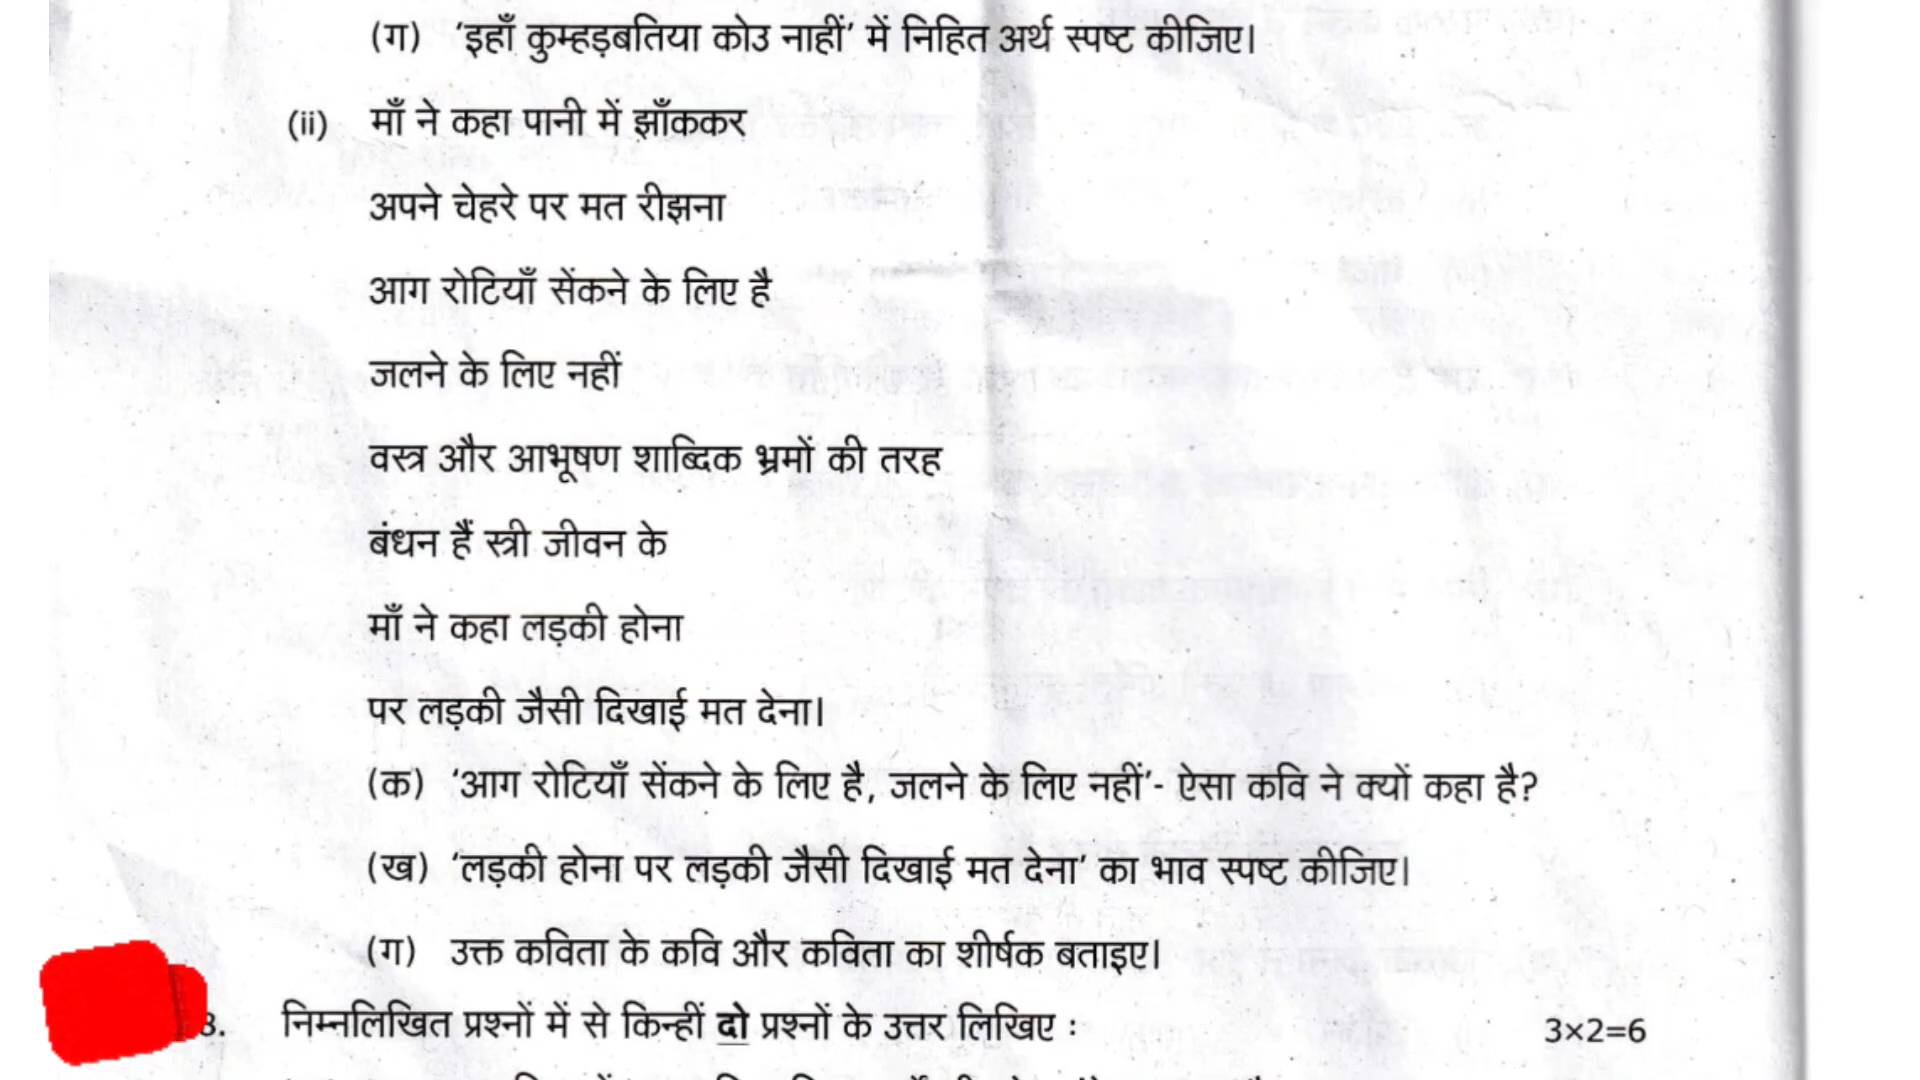 (ग) 'इहाँ कुम्हड़बतिया कोउ नाहीं' में निहित अर्थ स्पष्ट कीजिए।
(ii) माँ ने कहा पानी में झाँककर
अपने चेहरे पर मत रीझना
आग रोटियाँ सेंकने के लिए है
जलने के लिए नहीं
वस्त्र और आभूषण शाब्दिक भ्रमों की तरह
बंधन हैं स्त्री जीवन के
माँ ने कहा लड़की होना
पर लड़की जैसी दिखाई मत देना।
(क) 'आग रोटियाँ सेंकने के लिए है, जलने के लिए नहीं'- ऐसा कवि ने क्यों कहा है?
(ख) 'लड़की होना पर लड़की जैसी दिखाई मत देना' का भाव स्पष्ट कीजिए।
(ग) उक्त कविता के कवि और कविता का शीर्षक बताइए।
3. निम्नलिखित प्रश्नों में से किन्हीं दो प्रश्नों के उत्तर लिखिए : 3×2=6